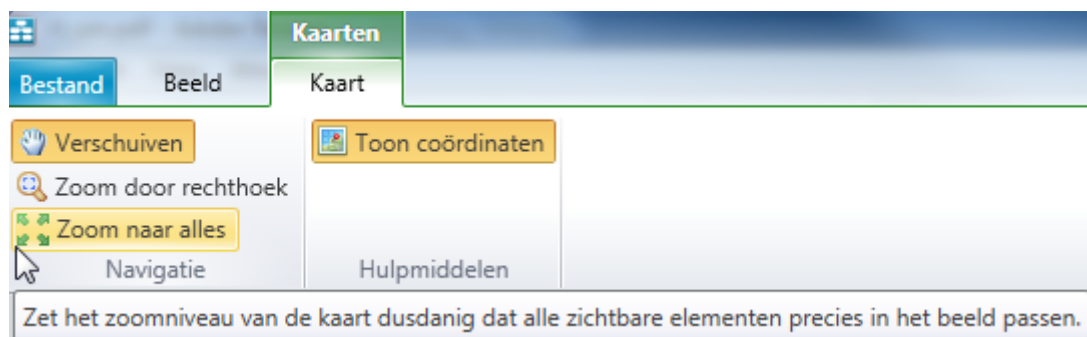 Kaarten
Bestand Beeld Kaart
Verschuiven Toon coördinaten
Zoom door rechthoek
Zoom naar alles
Navigatie Hulpmiddelen
Zet het zoomniveau van de kaart dusdanig dat alle zichtbare elementen precies in het beeld passen.